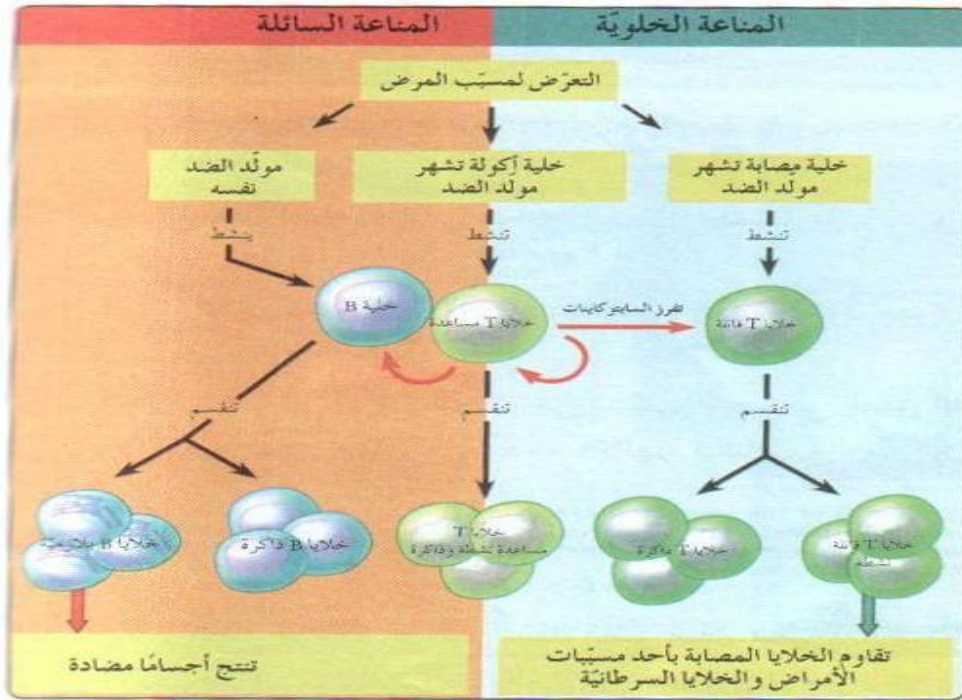 المناعة الخلويّة
المناعة السائلة
التعرّض لمسبّب المرض
خلية مصابة تشهر
مولّد الضد
خلية أكولة تشهر
مولّد الضد
مولّد الضد
نفسه
تنشط
تنشط
ينشط
خلايا T قاتلة
تفرز السايتوكاينات
خلايا T مساعدة
خلية B
تنقسم
تنقسم
تنقسم
خلايا T قاتلة
نشطة
خلايا T ذاكرة
خلايا T
مساعدة نشطة وذاكرة
خلايا B ذاكرة
خلايا B بلازمية
تقاوم الخلايا المصابة بأحد مسبّبات
الأمراض والخلايا السرطانيّة
تنتج أجسامًا مضادة